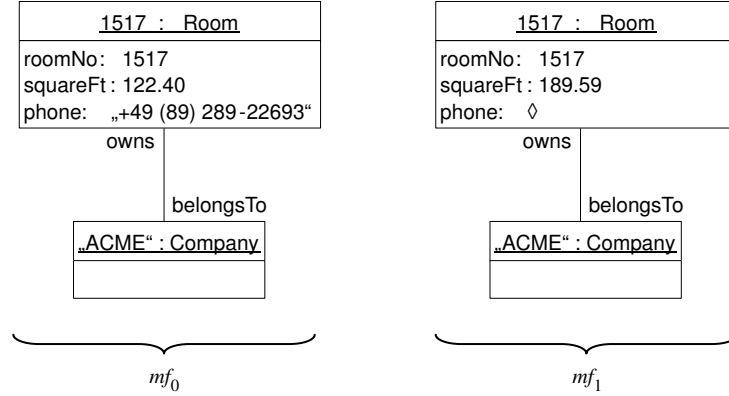 1517 : Room
roomNo: 1517
squareFt : 122.40
phone: „+49 (89) 289-22693“
owns
belongsTo
„ACME“ : Company
mf0
1517 : Room
roomNo: 1517
squareFt : 189.59
phone: ◊
owns
belongsTo
„ACME“ : Company
mf1